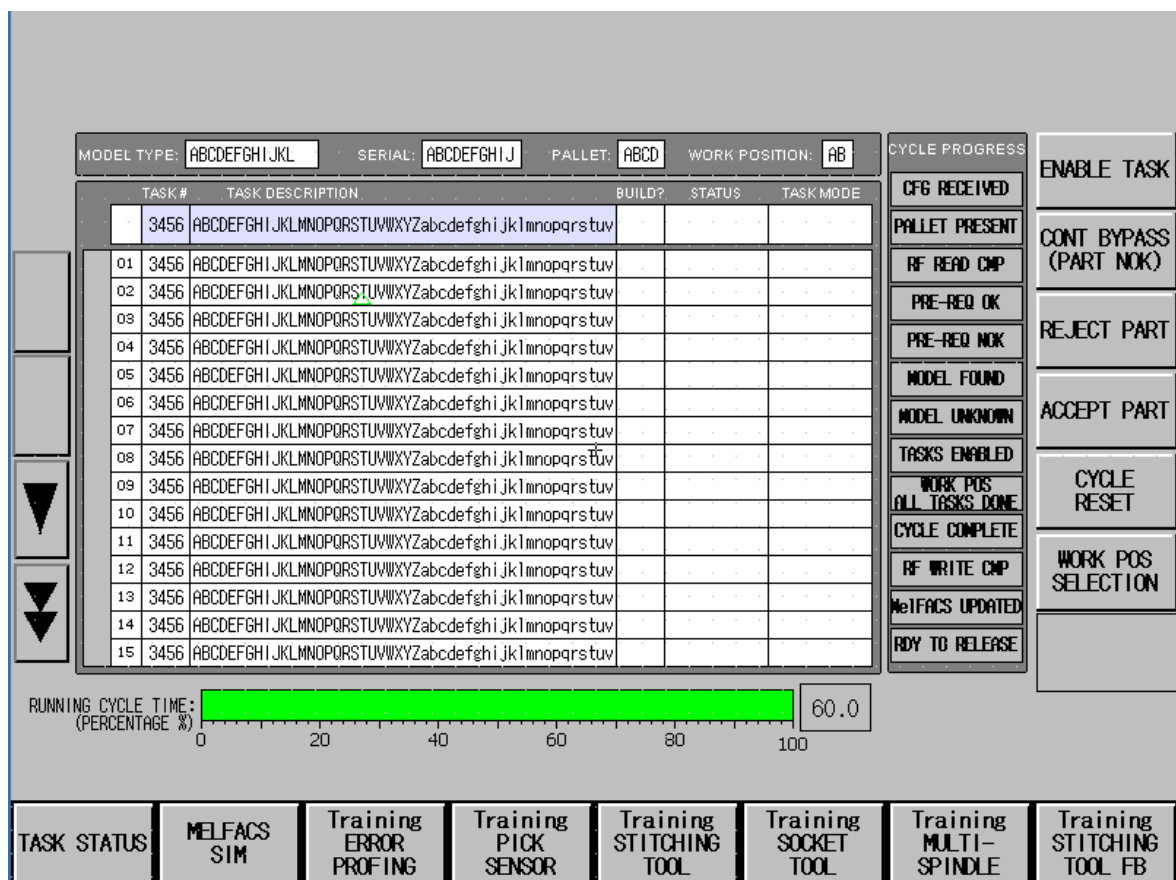 MODEL TYPE: ABCDEFGHIJKL SERIAL: ABCDEFGHIJ PALLET: ABCD WORK POSITION: AB
TASK # TASK DESCRIPTION BUILD? STATUS TASK MODE
3456 ABCDEFGHIJKLMNOPQRSTUVWXYZabcdefghijklmnopqrstuv
01 3456 ABCDEFGHIJKLMNOPQRSTUVWXYZabcdefghijklmnopqrstuv
02 3456 ABCDEFGHIJKLMNOPQRSTUVWXYZabcdefghijklmnopqrstuv
03 3456 ABCDEFGHIJKLMNOPQRSTUVWXYZabcdefghijklmnopqrstuv
04 3456 ABCDEFGHIJKLMNOPQRSTUVWXYZabcdefghijklmnopqrstuv
05 3456 ABCDEFGHIJKLMNOPQRSTUVWXYZabcdefghijklmnopqrstuv
06 3456 ABCDEFGHIJKLMNOPQRSTUVWXYZabcdefghijklmnopqrstuv
07 3456 ABCDEFGHIJKLMNOPQRSTUVWXYZabcdefghijklmnopqrstuv
08 3456 ABCDEFGHIJKLMNOPQRSTUVWXYZabcdefghijklmnopqrstuv
09 3456 ABCDEFGHIJKLMNOPQRSTUVWXYZabcdefghijklmnopqrstuv
10 3456 ABCDEFGHIJKLMNOPQRSTUVWXYZabcdefghijklmnopqrstuv
11 3456 ABCDEFGHIJKLMNOPQRSTUVWXYZabcdefghijklmnopqrstuv
12 3456 ABCDEFGHIJKLMNOPQRSTUVWXYZabcdefghijklmnopqrstuv
13 3456 ABCDEFGHIJKLMNOPQRSTUVWXYZabcdefghijklmnopqrstuv
14 3456 ABCDEFGHIJKLMNOPQRSTUVWXYZabcdefghijklmnopqrstuv
15 3456 ABCDEFGHIJKLMNOPQRSTUVWXYZabcdefghijklmnopqrstuv
CYCLE PROGRESS
CFG RECEIVED
PALLET PRESENT
RF READ CMP
PRE-REQ OK
PRE-REQ NOK
MODEL FOUND
MODEL UNKNOWN
TASKS ENABLED
WORK POS
ALL TASKS DONE
CYCLE COMPLETE
RF WRITE CMP
MelFACS UPDATED
RDY TO RELEASE
ENABLE TASK
CONT BYPASS
(PART NOK)
REJECT PART
ACCEPT PART
CYCLE
RESET
WORK POS
SELECTION
RUNNING CYCLE TIME:
(PERCENTAGE %)
60.0
0 20 40 60 80 100
TASK STATUS
MELFACS
SIM
Training
ERROR
PROFING
Training
PICK
SENSOR
Training
STITCHING
TOOL
Training
SOCKET
TOOL
Training
MULTI-
SPINDLE
Training
STITCHING
TOOL FB